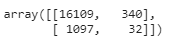 array([[16109,   340],
       [ 1097,    32]])